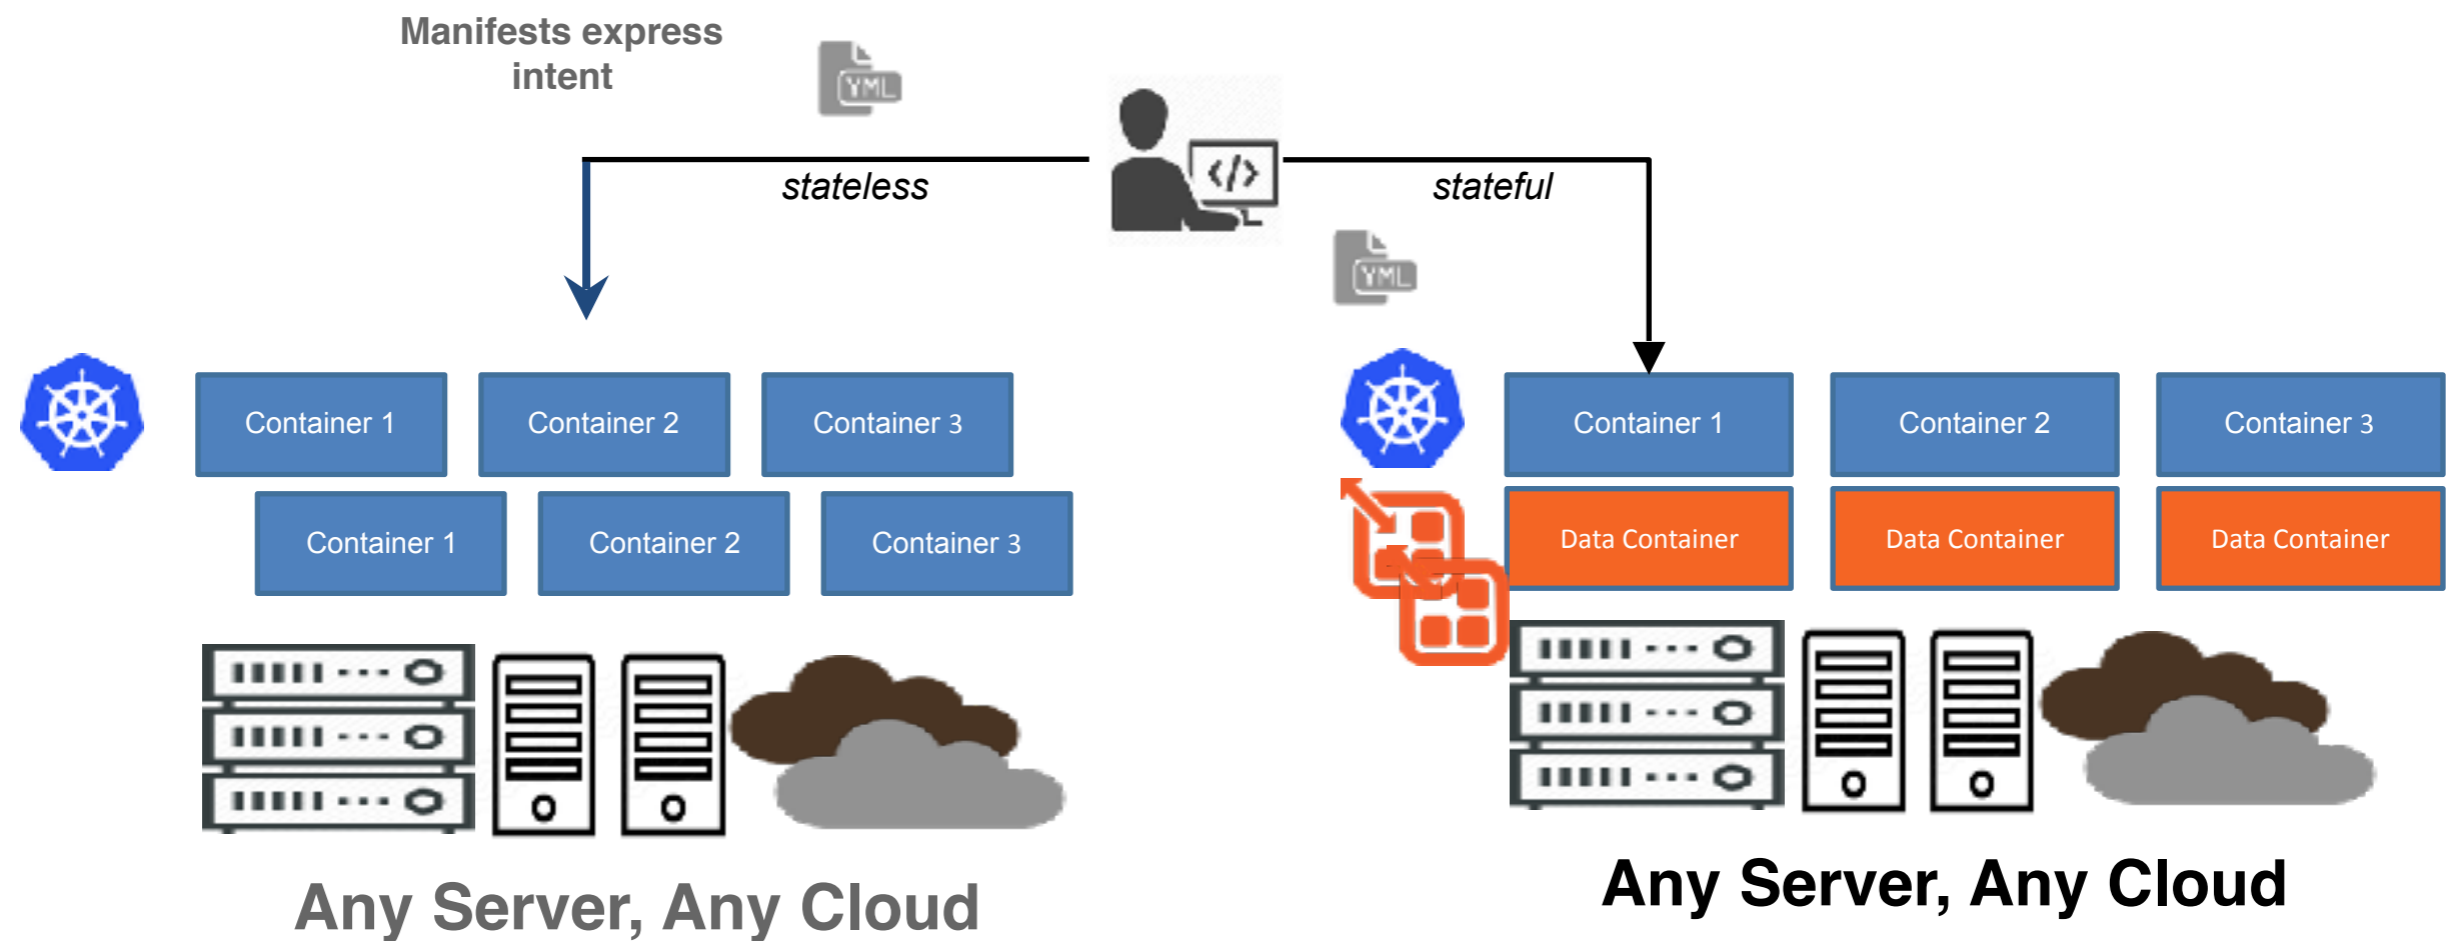 Manifests express
intent
YML
</>
stateless
stateful
YML
Container 1
Container 2
Container 3
Container 1
Container 2
Container 3
Container 1
Container 2
Container 3
Data Container
Data Container
Data Container
Any Server, Any Cloud
Any Server, Any Cloud